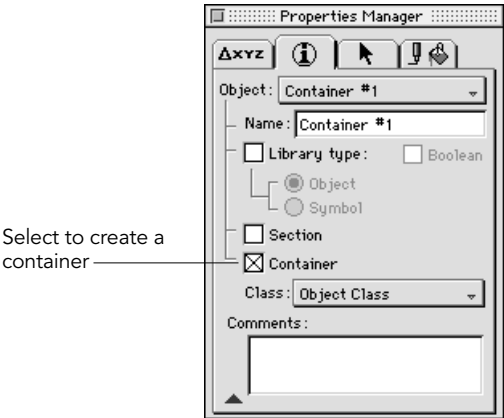 Properties Manager
ΔXYZ
Object: Container #1
Name: Container #1
Library type: Boolean
Object
Symbol
Section
Select to create a
container
Container
Class: Object Class
Comments: